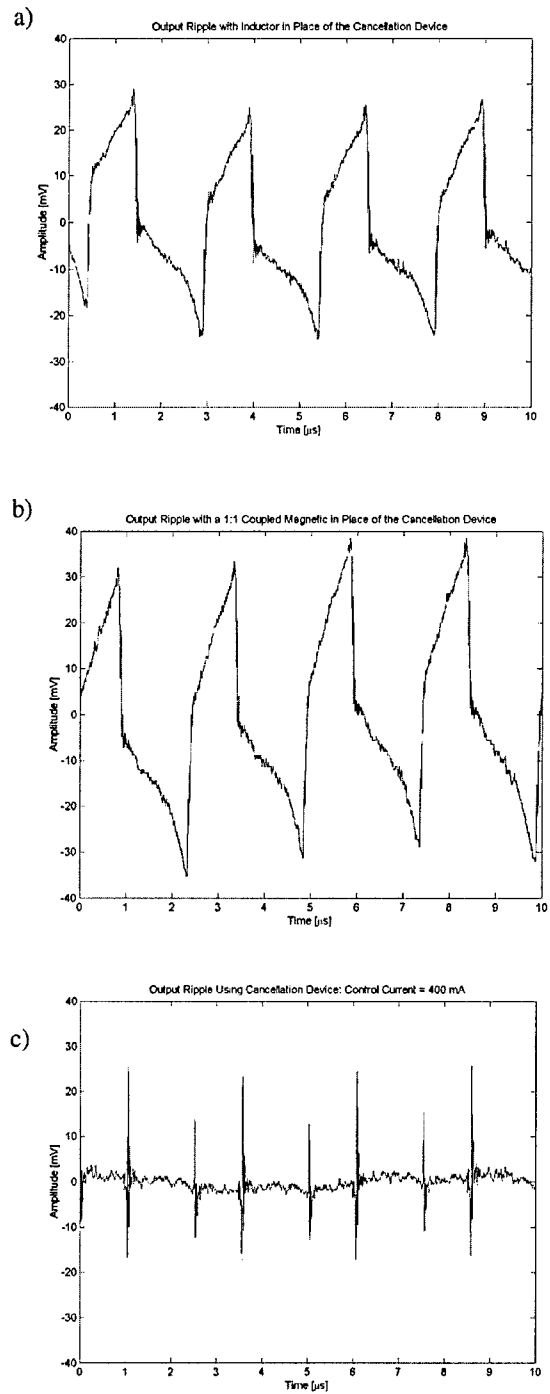 a)
Output Ripple with Inductor in Place of the Cancellation Device
40
30
20
10
0
-10
-20
-30
-40
Amplitude [mV]
0 1 2 3 4 5 6 7 8 9 10
Time [µs]
b)
Output Ripple with a 1:1 Coupled Magnetic in Place of the Cancellation Device
40
30
20
10
0
-10
-20
-30
-40
Amplitude [mV]
0 1 2 3 4 5 6 7 8 9 10
Time [µs]
c)
Output Ripple Using Cancellation Device: Control Current = 400 mA
40
30
20
10
0
-10
-20
-30
-40
Amplitude [mV]
0 1 2 3 4 5 6 7 8 9 10
Time [µs]